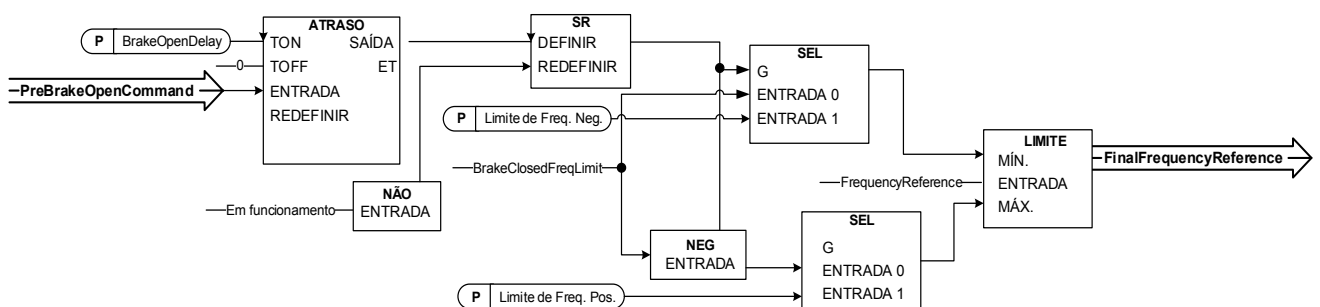 ATRASO
P BrakeOpenDelay
TON SAÍDA
0 TOFF ET
PreBrakeOpenCommand
ENTRADA
REDEFINIR
SR
DEFINIR
REDEFINIR
NÃO
Em funcionamento
ENTRADA
SEL
G
ENTRADA 0
P Limite de Freq. Neg.
ENTRADA 1
BrakeClosedFreqLimit
NEG
ENTRADA
P Limite de Freq. Pos.
SEL
G
ENTRADA 0
ENTRADA 1
LIMITE
MÍN.
FrequencyReference
ENTRADA
MÁX.
FinalFrequencyReference